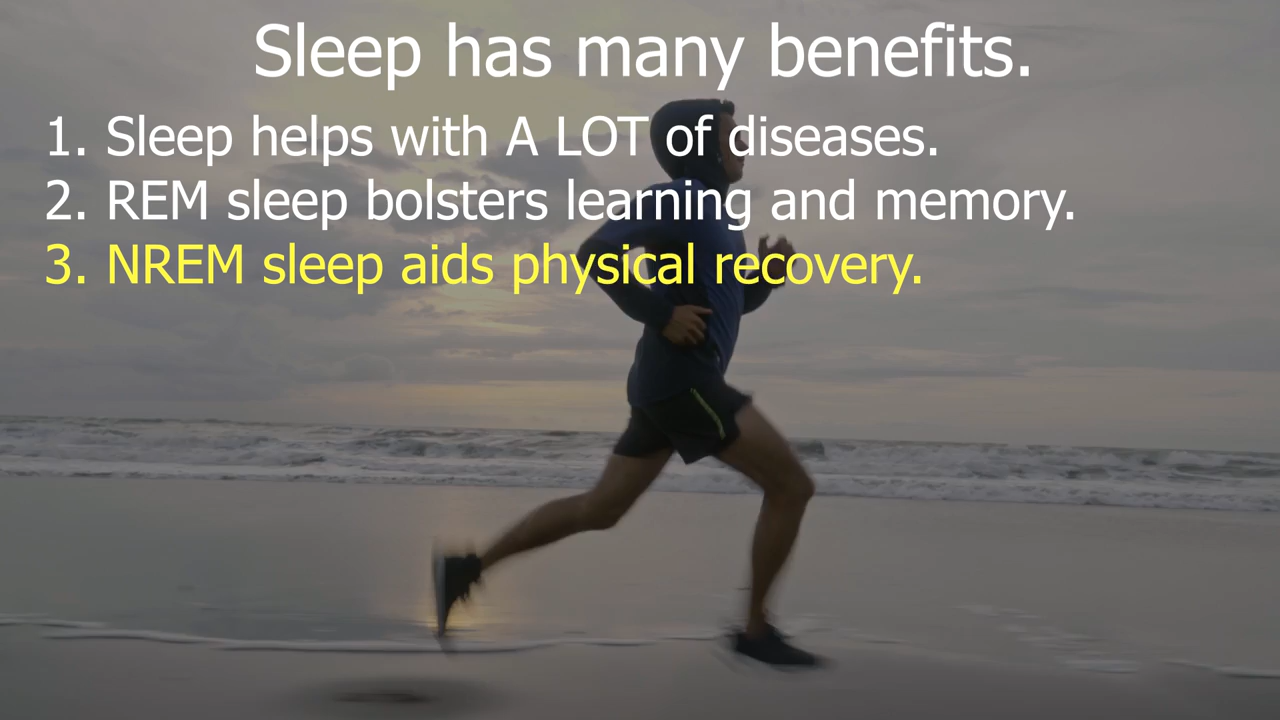 Sleep has many benefits.
1. Sleep helps with A LOT of diseases.
2. REM sleep bolsters learning and memory.
3. NREM sleep aids physical recovery.